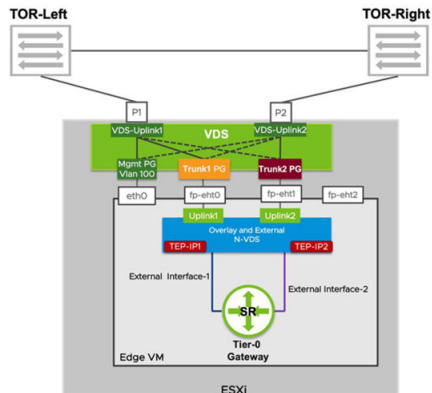 TOR-Left
TOR-Right
P1
P2
VDS-Uplink1
VDS
VDS-Uplink2
Mgmt PG
Vlan 100
Trunk1 PG
Trunk2 PG
eth0
fp-eht0
fp-eht1
fp-eht2
Uplink1
Uplink2
Overlay and External
N-VDS
TEP-IP1
TEP-IP2
External Interface-1
External Interface-2
SR
Tier-0
Gateway
Edge VM
ESXi